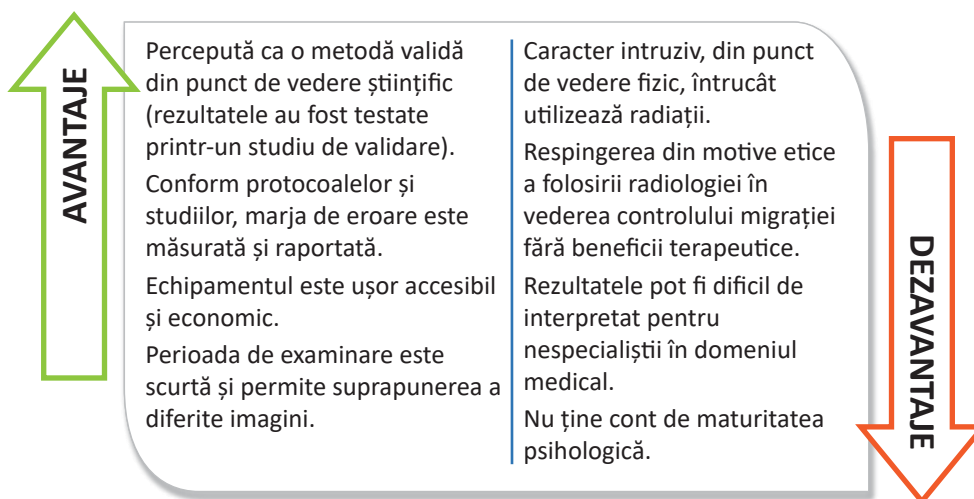 AVANTAJE
Percepută ca o metodă validă
din punct de vedere științific
(rezultatele au fost testate
printr-un studiu de validare).
Conform protocoalelor și
studiilor, marja de eroare este
măsurată și raportată.
Echipamentul este ușor accesibil
și economic.
Perioada de examinare este
scurtă și permite suprapunerea a
diferite imagini.
Caracter intruziv, din punct
de vedere fizic, întrucât
utilizează radiații.
Respingerea din motive etice
a folosirii radiologiei în
vederea controlului migrației
fără beneficii terapeutice.
Rezultatele pot fi dificil de
interpretat pentru
nespecialiștii în domeniul
medical.
Nu ține cont de maturitatea
psihologică.
DEZAVANTAJE